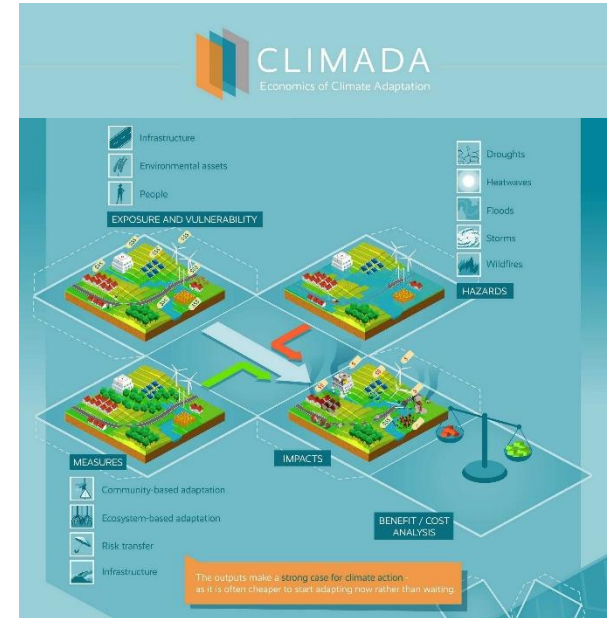 CLIMADA
Economics of Climate Adaptation
Infrastructure
Environmental assets
People
EXPOSURE AND VULNERABILITY
Droughts
Heatwaves
Floods
Storms
Wildfires
HAZARDS
MEASURES
Community-based adaptation
Ecosystem-based adaptation
Risk transfer
Infrastructure
IMPACTS
BENEFIT / COST
ANALYSIS
The outputs make a strong case for climate action -
as it is often cheaper to start adapting now rather than waiting.